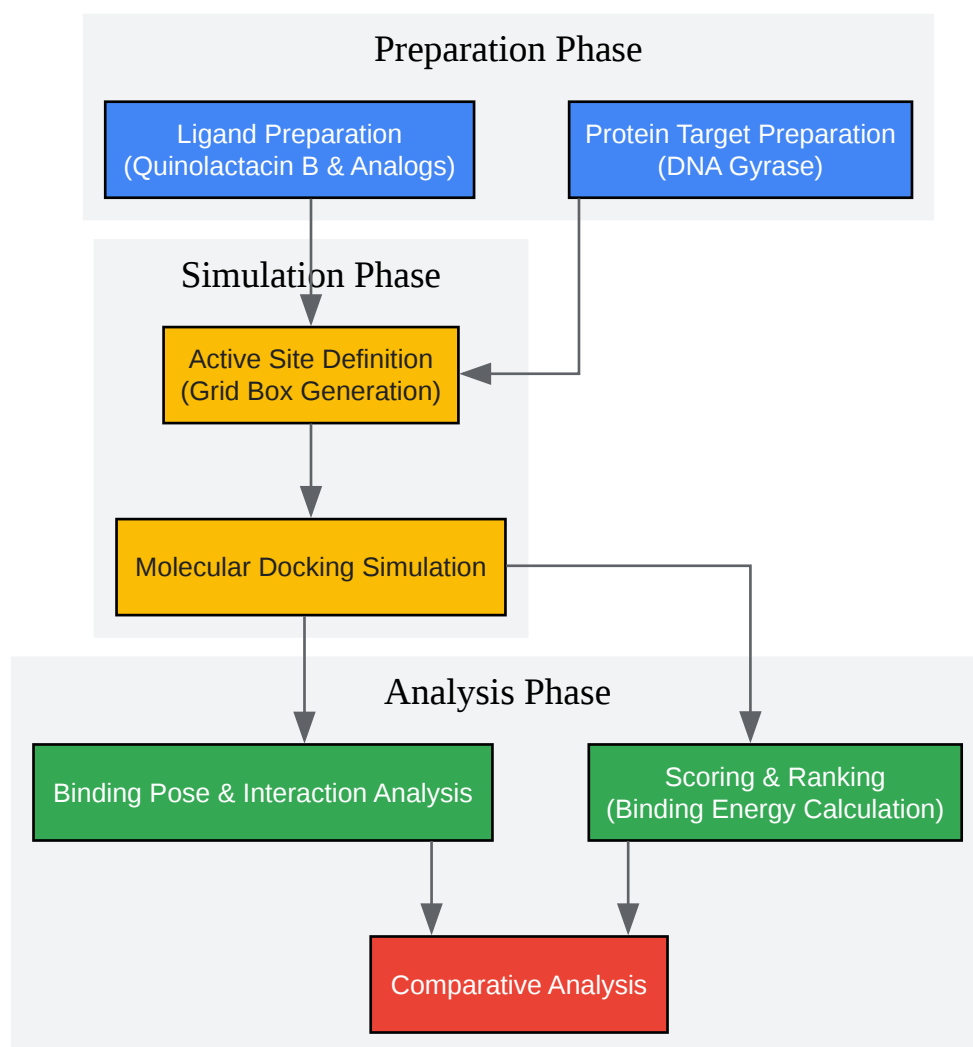 Preparation Phase
Ligand Preparation
(Quinolactacin B & Analogs)
Protein Target Preparation
(DNA Gyrase)
Simulation Phase
Active Site Definition
(Grid Box Generation)
Molecular Docking Simulation
Analysis Phase
Binding Pose & Interaction Analysis
Scoring & Ranking
(Binding Energy Calculation)
Comparative Analysis